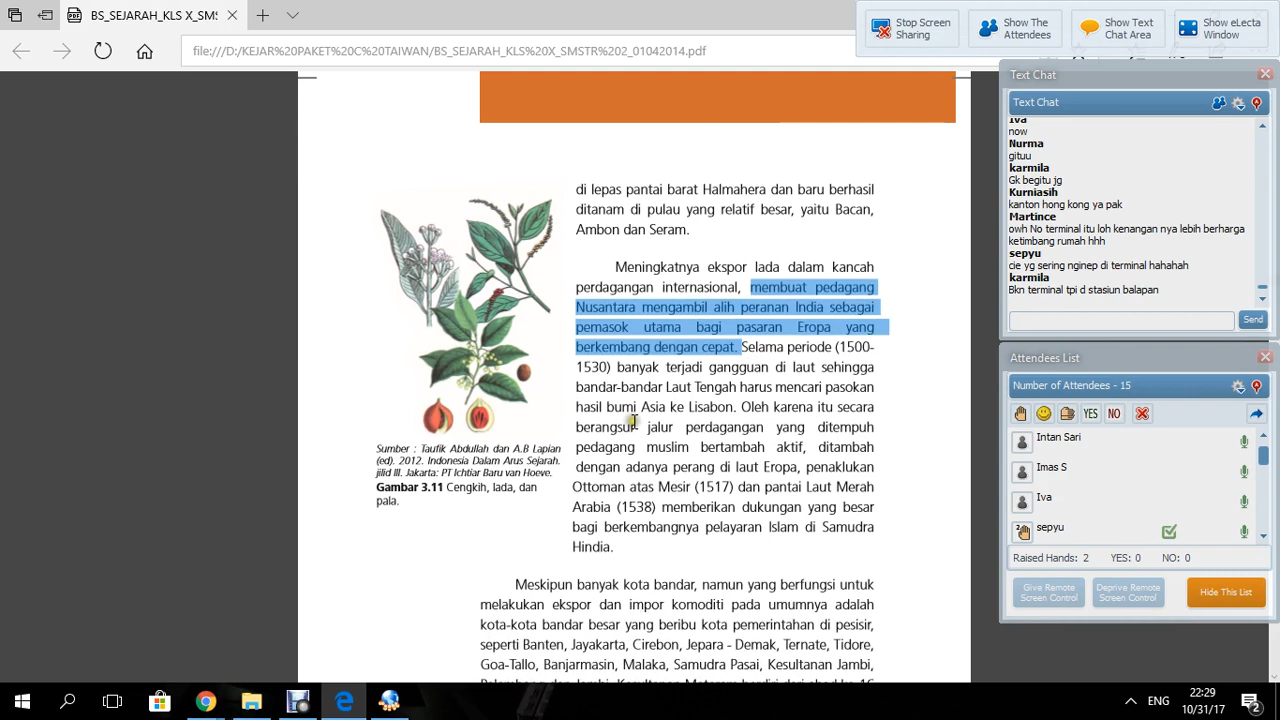 BS_SEJARAH_KLS X_SMS
file:///D:/KEJAR%20PAKET%20C%20TAIWAN/BS_SEJARAH_KLS%20X_SMSTR%202_01042014.pdf
Stop Screen
Sharing
Show The
Attendees
Show Text
Chat Area
Show eLecta
Window
di lepas pantai barat Halmahera dan baru berhasil
ditanam di pulau yang relatif besar, yaitu Bacan,
Ambon dan Seram.
Meningkatnya ekspor lada dalam kancah
perdagangan internasional, membuat pedagang
Nusantara mengambil alih peranan India sebagai
pemasok utama bagi pasaran Eropa yang
berkembang dengan cepat. Selama periode (1500-
1530) banyak terjadi gangguan di laut sehingga
bandar-bandar Laut Tengah harus mencari pasokan
hasil bumi Asia ke Lisabon. Oleh karena itu secara
berangsur jalur perdagangan yang ditempuh
pedagang muslim bertambah aktif, ditambah
dengan adanya perang di laut Eropa, penaklukan
Ottoman atas Mesir (1517) dan pantai Laut Merah
Arabia (1538) memberikan dukungan yang besar
bagi berkembangnya pelayaran Islam di Samudra
Hindia.
Sumber : Taufik Abdullah dan A.B Lapian
(ed). 2012. Indonesia Dalam Arus Sejarah.
jilid III. Jakarta: PT Ichtiar Baru van Hoeve.
Gambar 3.11 Cengkih, lada, dan
pala.
Meskipun banyak kota bandar, namun yang berfungsi untuk
melakukan ekspor dan impor komoditi pada umumnya adalah
kota-kota bandar besar yang beribu kota pemerintahan di pesisir,
seperti Banten, Jayakarta, Cirebon, Jepara - Demak, Ternate, Tidore,
Goa-Tallo, Banjarmasin, Malaka, Samudra Pasai, Kesultanan Jambi,
Text Chat
Text Chat
Iva
now
Nurma
gituu
karmila
Gk begitu jg
Kurniasih
kanton hong kong ya pak
Martince
owh No terminal itu loh kenangan nya lebih berharga
ketimbang rumah hhh
sepyu
cie yg sering nginep di terminal hahahah
karmila
Bkn terminal tpi d stasiun balapan
Send
Attendees List
Number of Attendees - 15
YES
NO
Intan Sari
Imas S
Iva
sepyu
Raised Hands: 2 YES: 0 NO: 0
Give Remote
Screen Control
Deprive Remote
Screen Control
Hide This List
ENG
22:29
10/31/17
2